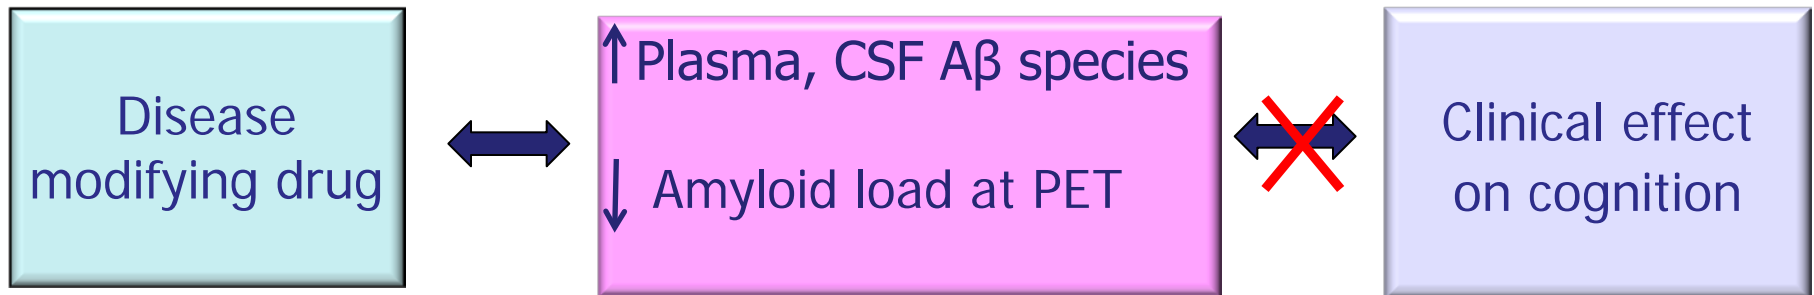 Disease
modifying drug
↑ Plasma, CSF Aβ species
↓ Amyloid load at PET
Clinical effect
on cognition